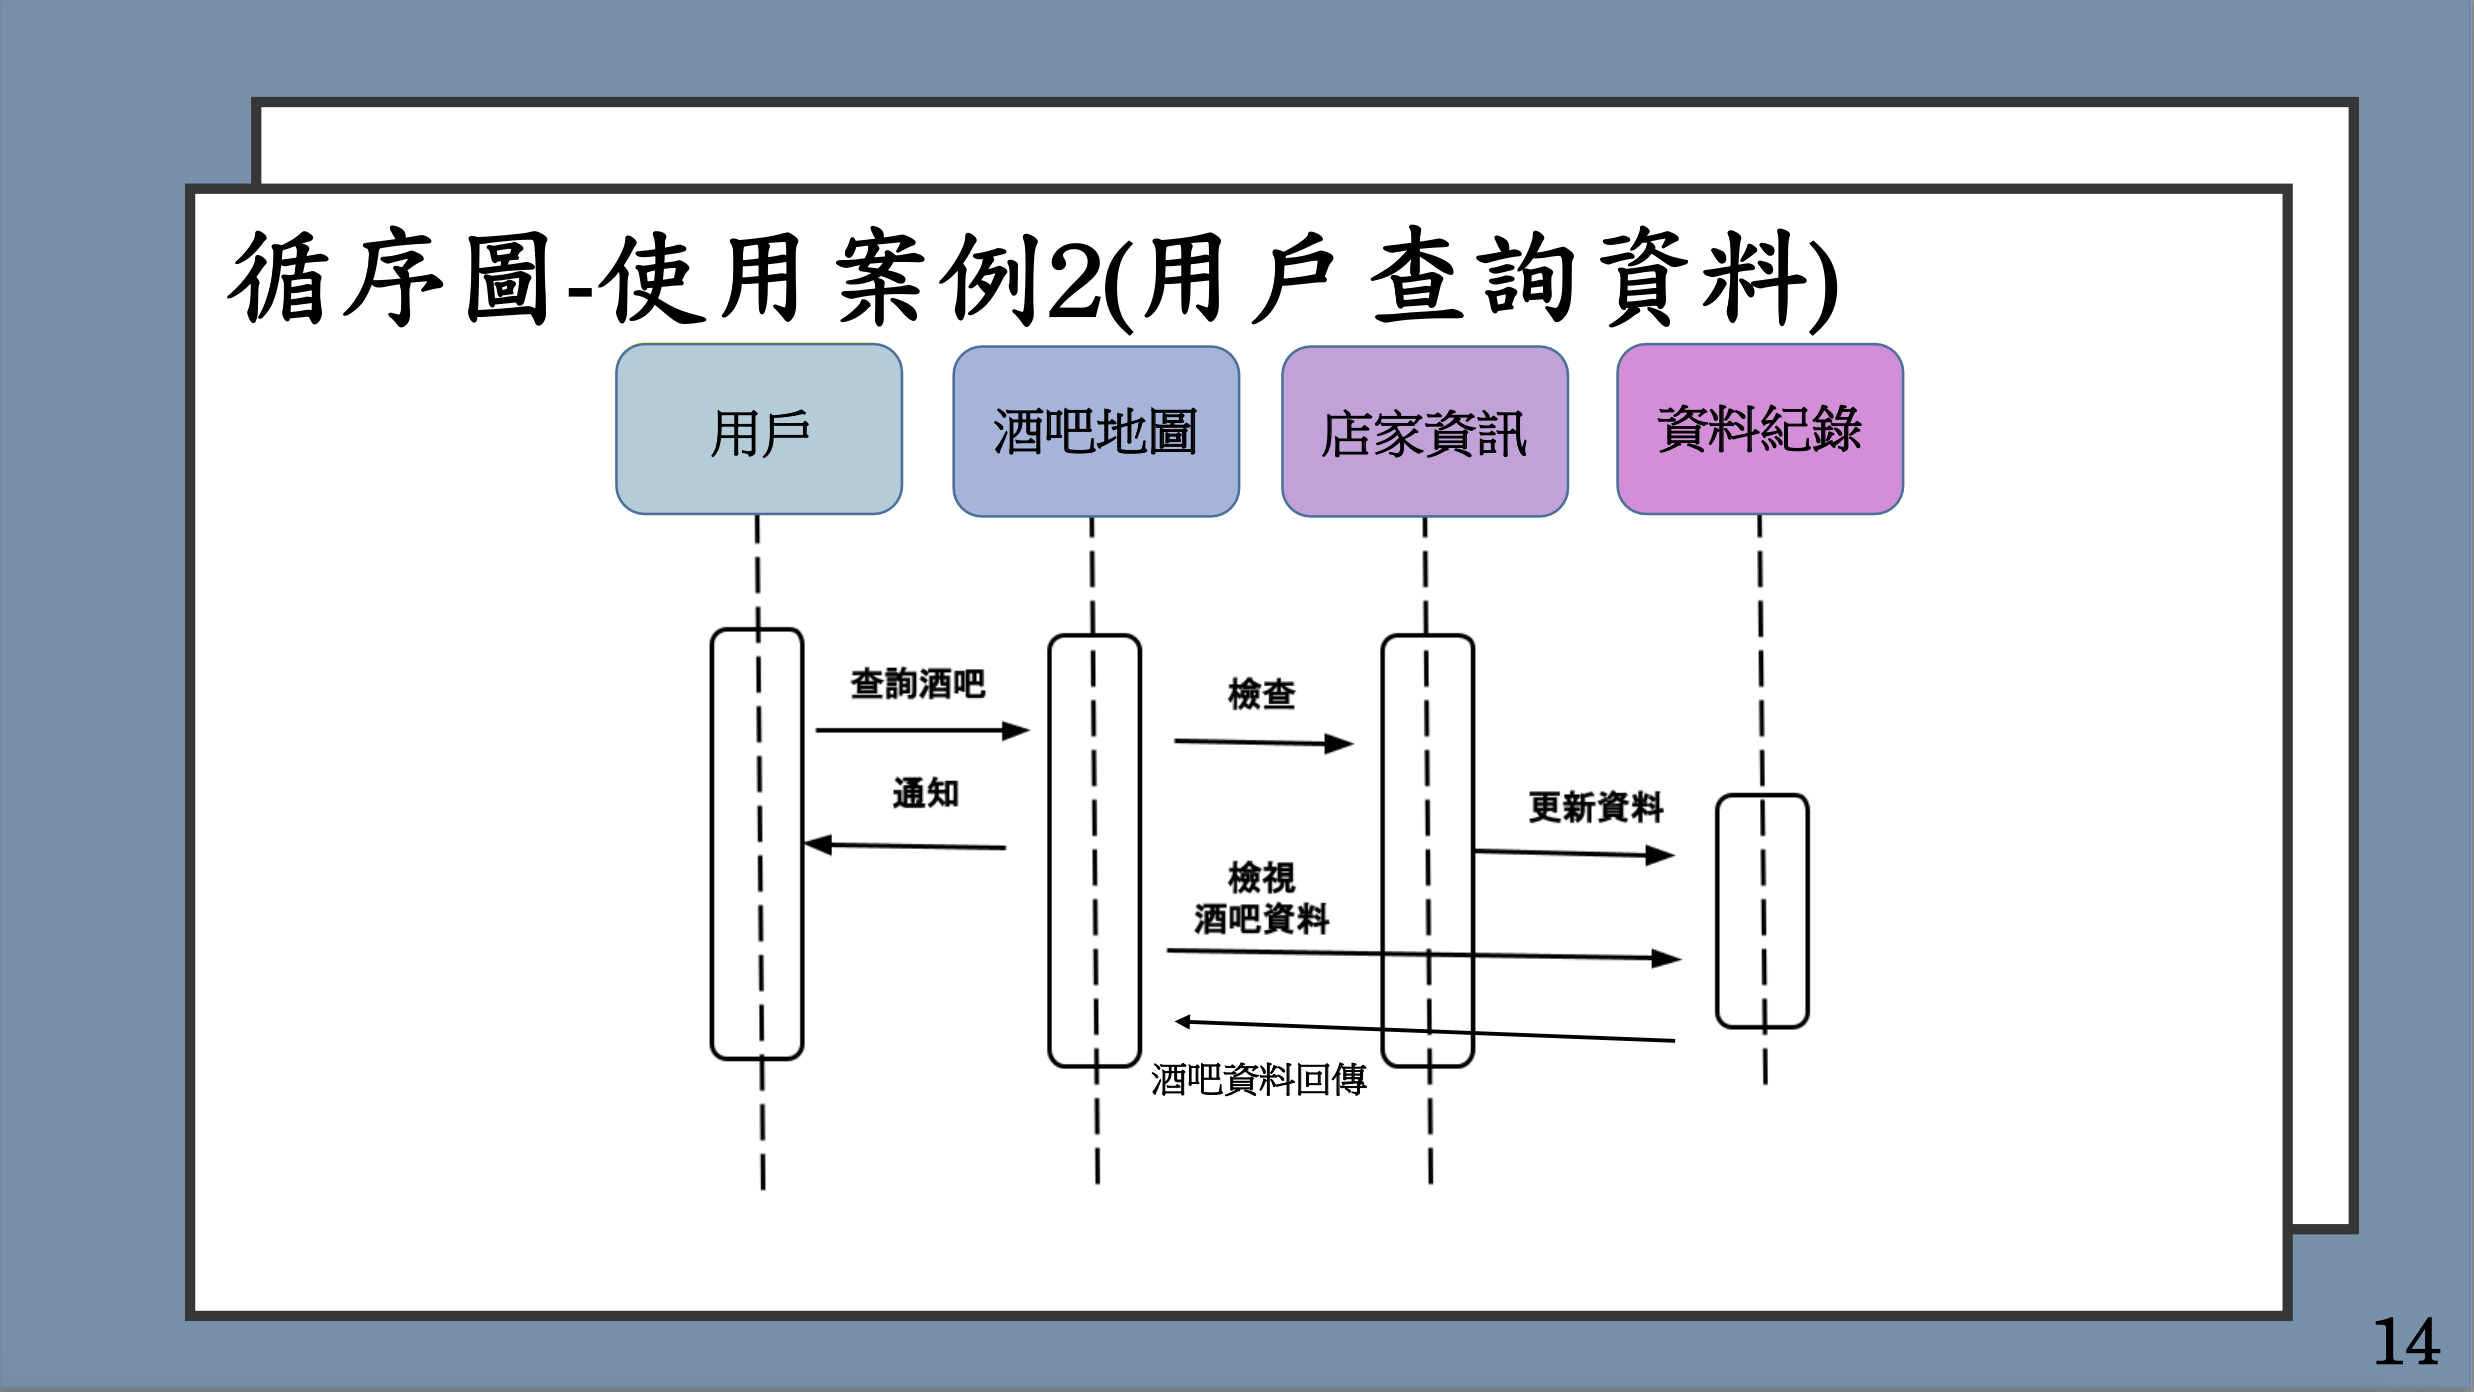 循序圖-使用案例2(用戶查詢資料)
用戶
酒吧地圖
店家資訊
資料紀錄
查詢酒吧
檢查
通知
更新資料
檢視
酒吧資料
酒吧資料回傳
14